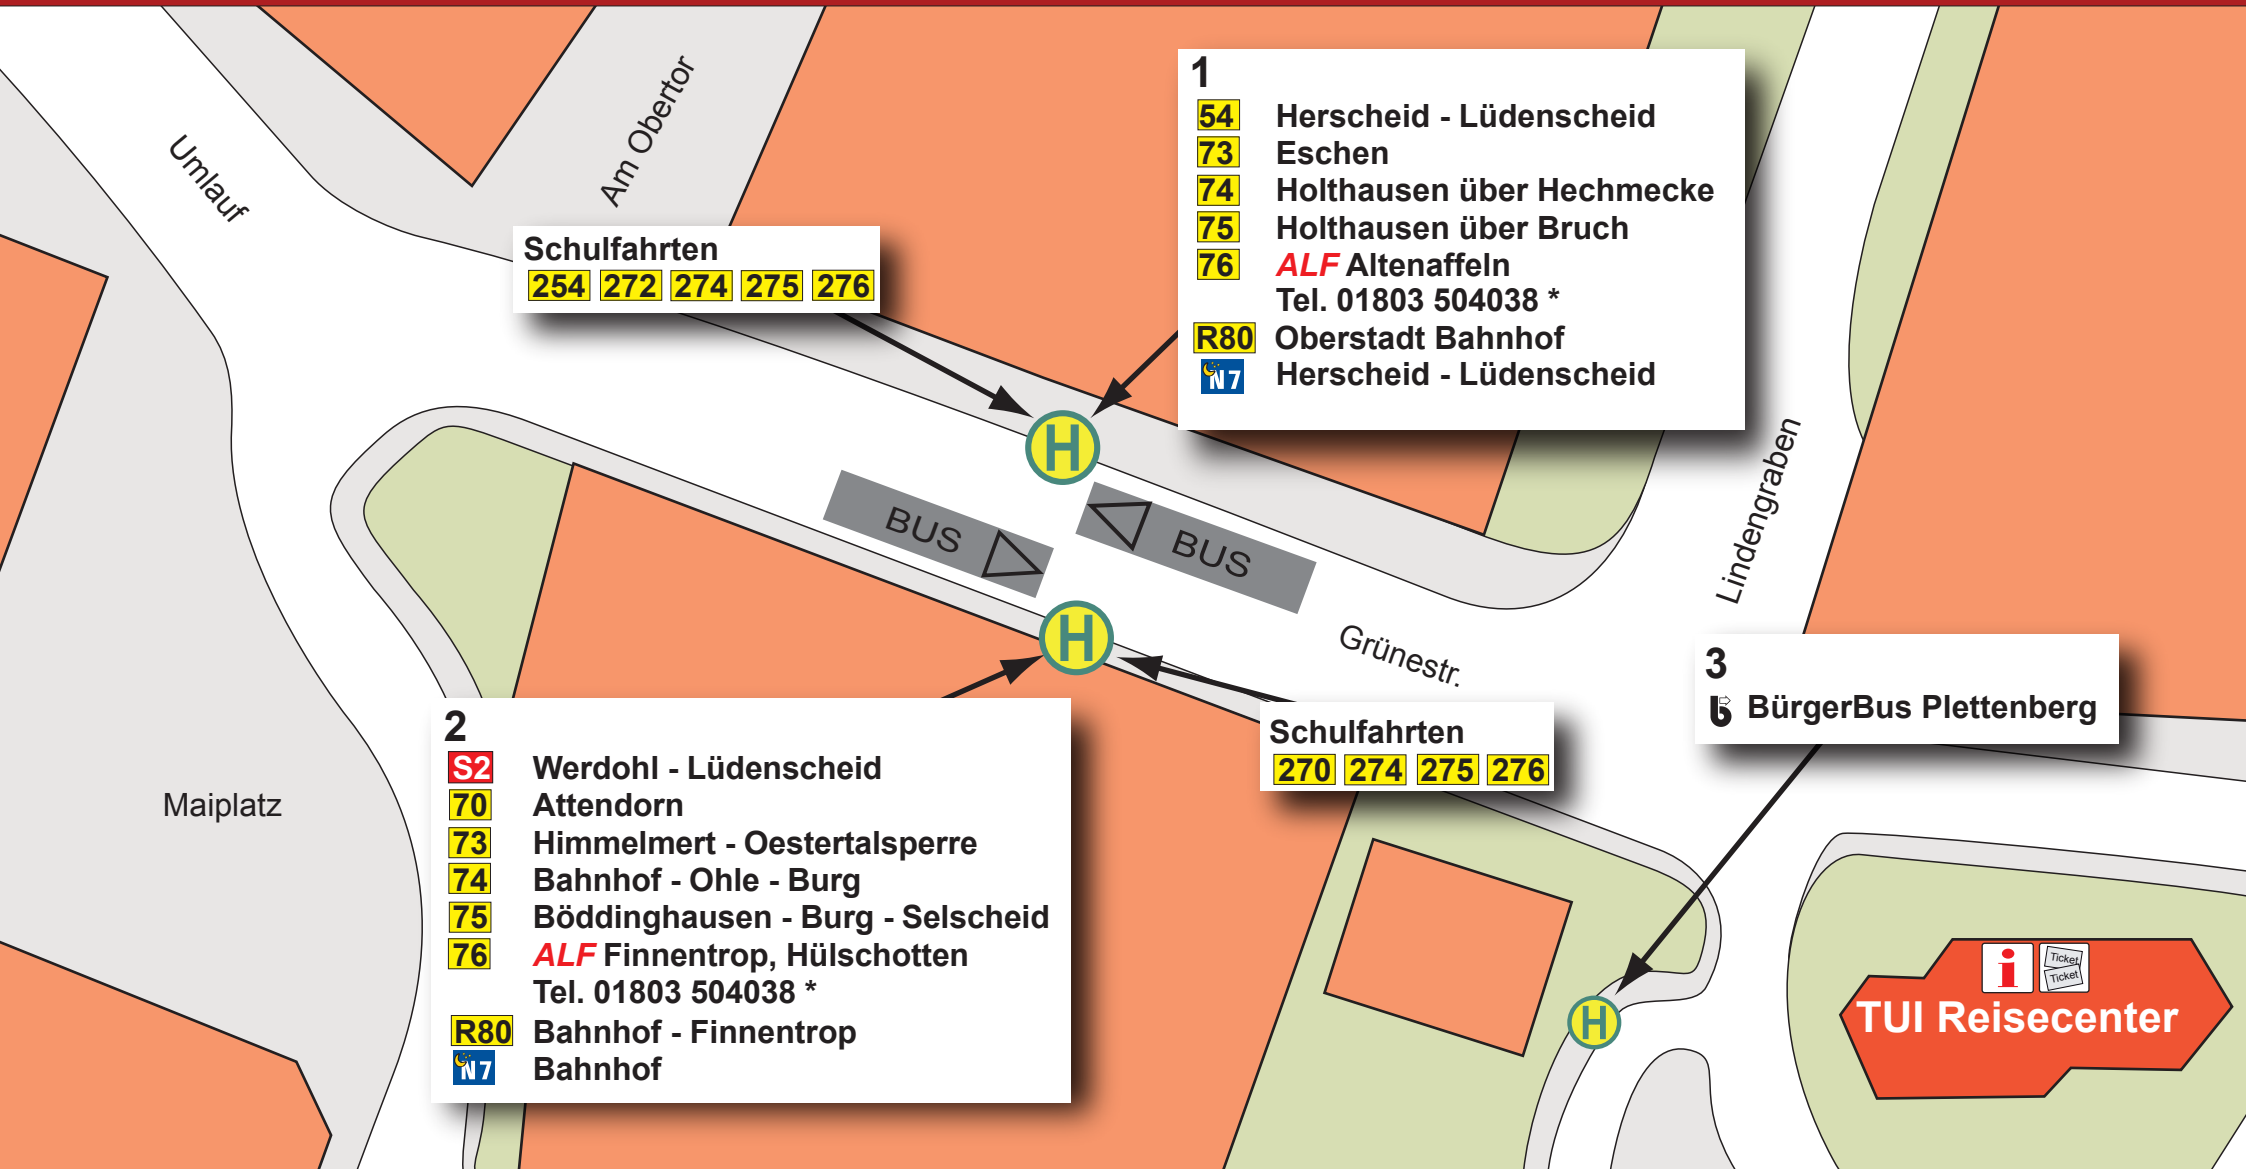 Umlauf
Am Obertor
Schulfahrten
254 272 274 275 276
1
54 Herscheid - Lüdenscheid
73 Eschen
74 Holthausen über Hechmecke
75 Holthausen über Bruch
76 ALF Altenaffeln
Tel. 01803 504038 *
R80 Oberstadt Bahnhof
N7 Herscheid - Lüdenscheid
H
BUS
BUS
H
Grünestr.
Lindengraben
Maiplatz
2
S2 Werdohl - Lüdenscheid
70 Attendorn
73 Himmelmert - Oestertalsperre
74 Bahnhof - Ohle - Burg
75 Böddinghausen - Burg - Selscheid
76 ALF Finnentrop, Hülschotten
Tel. 01803 504038 *
R80 Bahnhof - Finnentrop
N7 Bahnhof
Schulfahrten
270 274 275 276
3
b BürgerBus Plettenberg
H
i Ticket
Ticket
TUI Reisecenter